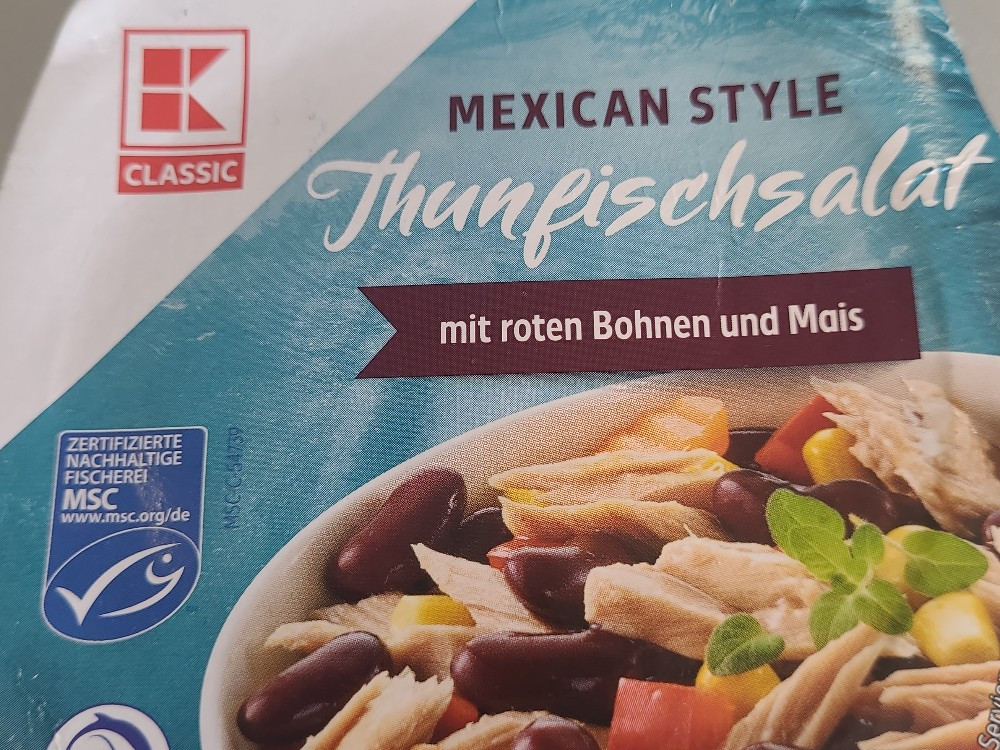 K
CLASSIC
MEXICAN STYLE
Thunfischsalat
mit roten Bohnen und Mais
ZERTIFIZIERTE
NACHHALTIGE
FISCHEREI
MSC
www.msc.org/de
MSC-C-54739